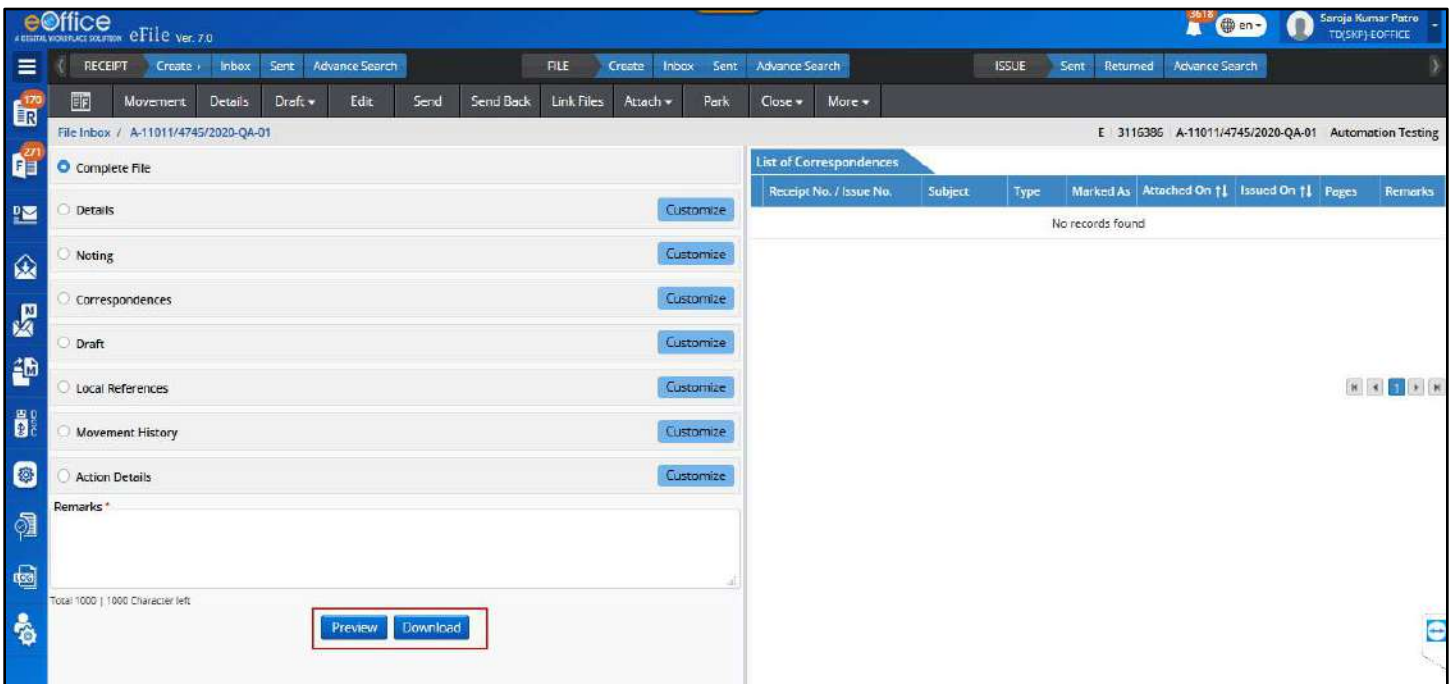 eOffice
A DIGITAL WORKPLACE SOLUTION eFile Ver. 7.0
3618 en
Saroja Kumar Patro
TD(SKP)-EOFFICE
RECEIPT Create Inbox Sent Advance Search FILE Create Inbox Sent Advance Search ISSUE Sent Returned Advance Search
170 R
Movement Details Draft Edit Send Send Back Link Files Attach Park Close More
File Inbox / A-11011/4745/2020-QA-01 E 3116386 A-11011/4745/2020-QA-01 Automation Testing
271 F
Complete File
List of Correspondences
Receipt No. / Issue No. Subject Type Marked As Attached On Issued On Pages Remarks
No records found
Details Customize
D
Noting Customize
Correspondences Customize
M
Draft Customize
M
Local References Customize
1
DSC
Movement History Customize
Action Details Customize
Remarks *
LOG
Total 1000 | 1000 Character left
Preview Download